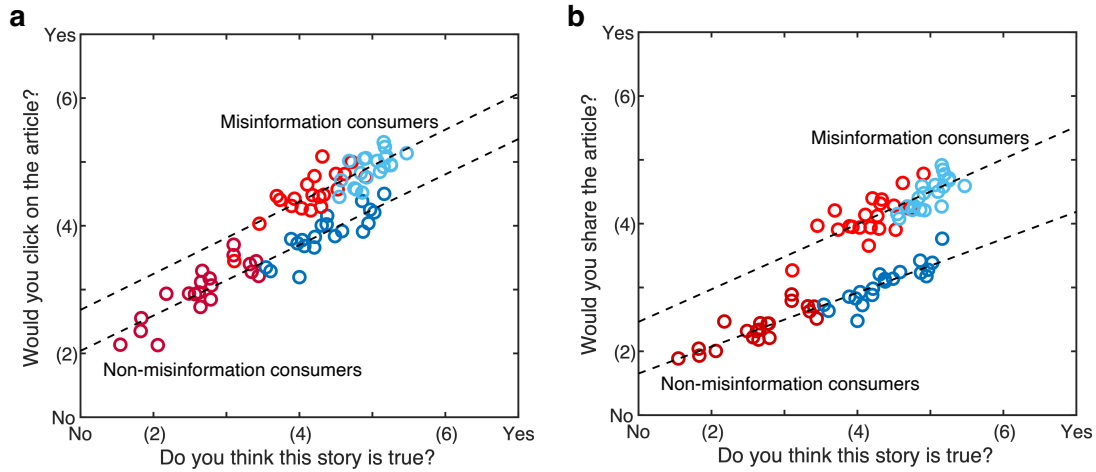 a
Yes
(6)
(4)
(2)
No
Would you click on the article?
Misinformation consumers
Non-misinformation consumers
No
(2)
(4)
(6)
Yes
Do you think this story is true?
b
Yes
(6)
(4)
(2)
No
Would you share the article?
Misinformation consumers
Non-misinformation consumers
No
(2)
(4)
(6)
Yes
Do you think this story is true?